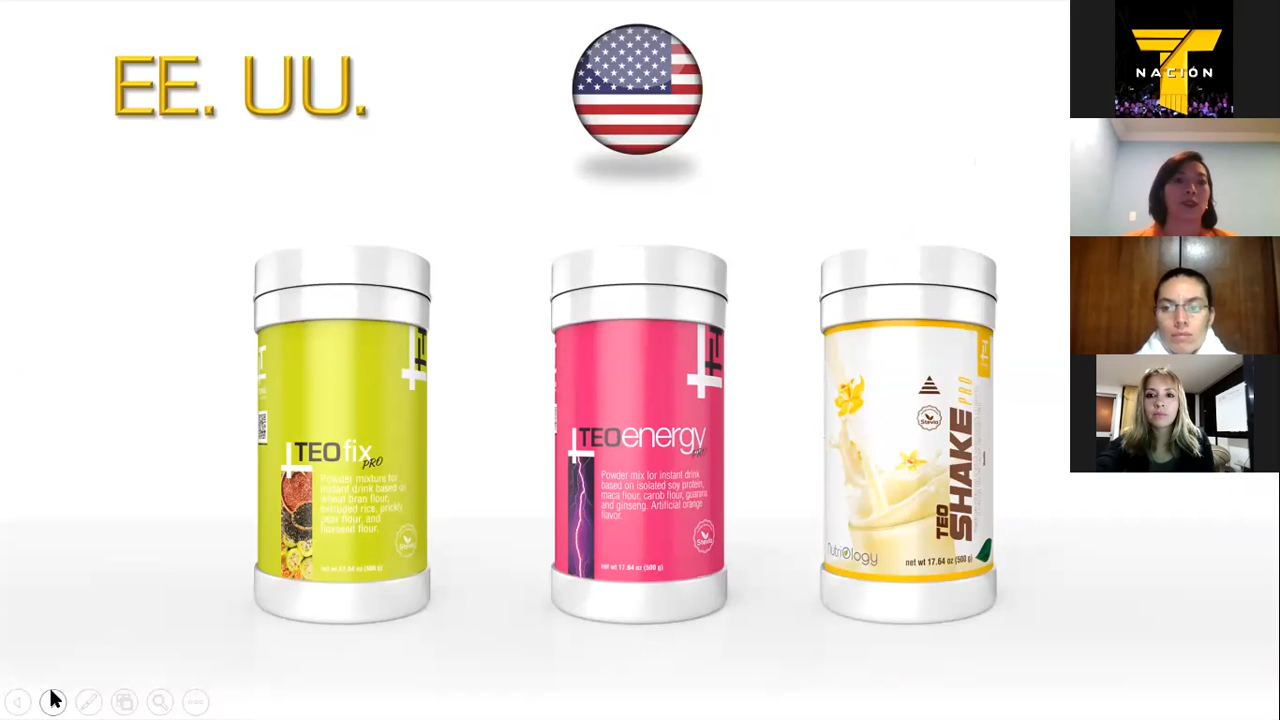 EE. UU.
T
NACIÓN
TEOfix
PRO
Powder mixture for
instant drink based on
wheat bran flour,
extruded rice, prickly
pear flour, and
flaxseed flour.
Stevia
net wt 17.64 oz (500 g)
TEOenergy
PRO
Powder mix for instant drink
based on isolated soy protein,
maca flour, carob flour, guarana
and ginseng. Artificial orange
flavor.
Stevia
net wt 17.64 oz (500 g)
TEO
SHAKE
PRO
Stevia
nutriology
net wt 17.64 oz (500 g)